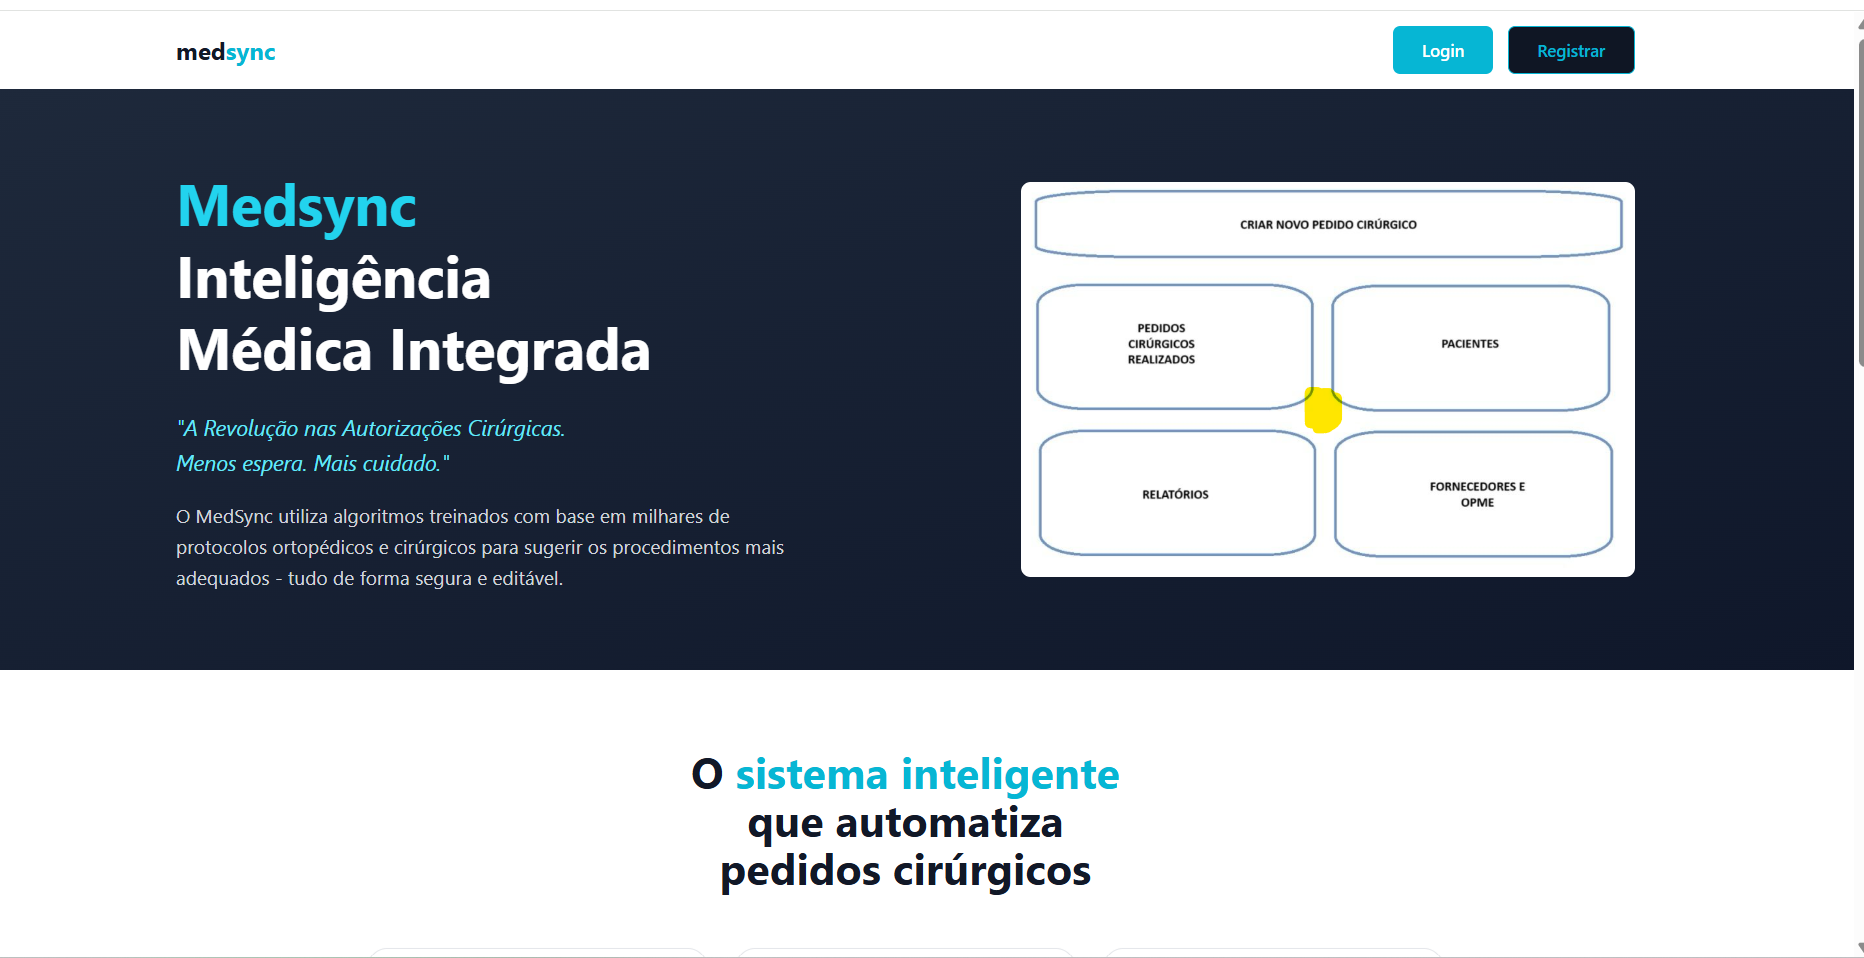 medsync
Login
Registrar
Medsync
Inteligência
Médica Integrada
"A Revolução nas Autorizações Cirúrgicas.
Menos espera. Mais cuidado."
O MedSync utiliza algoritmos treinados com base em milhares de
protocolos ortopédicos e cirúrgicos para sugerir os procedimentos mais
adequados - tudo de forma segura e editável.
CRIAR NOVO PEDIDO CIRÚRGICO
PEDIDOS
CIRÚRGICOS
REALIZADOS
PACIENTES
RELATÓRIOS
FORNECEDORES E
OPME
O sistema inteligente
que automatiza
pedidos cirúrgicos